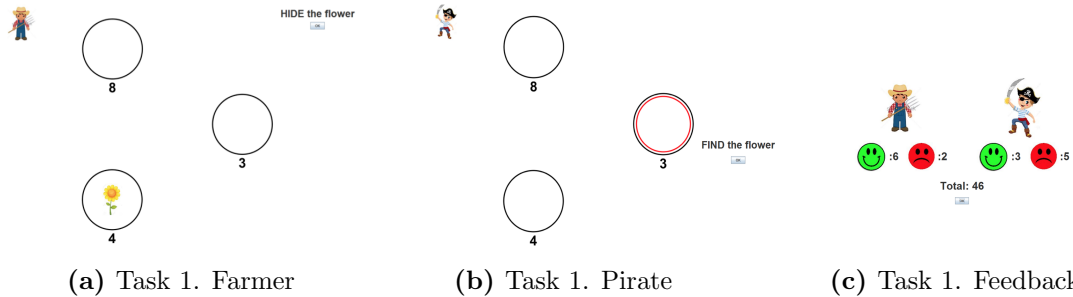 HIDE the flower
8
3
4
(a) Task 1. Farmer
8
3
FIND the flower
4
(b) Task 1. Pirate
:6 :2 :3 :5
Total: 46
(c) Task 1. Feedback